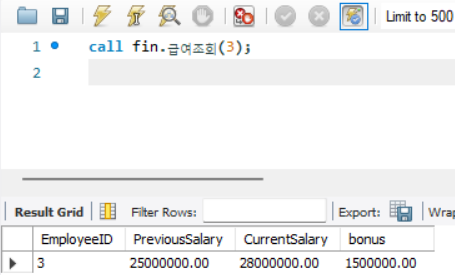 Limit to 500
1 call fin.급여조회(3);
2
Result Grid Filter Rows: Export:
EmployeeID PreviousSalary CurrentSalary bonus
3 25000000.00 28000000.00 1500000.00